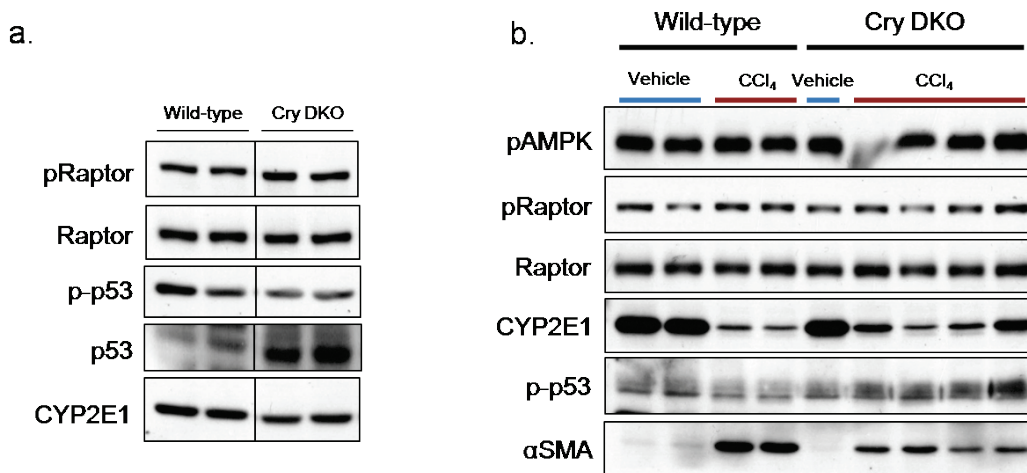 a.
Wild-type Cry DKO
pRaptor
Raptor
p-p53
p53
CYP2E1
b.
Wild-type Cry DKO
Vehicle CCl₄ Vehicle CCl₄
pAMPK
pRaptor
Raptor
CYP2E1
p-p53
αSMA